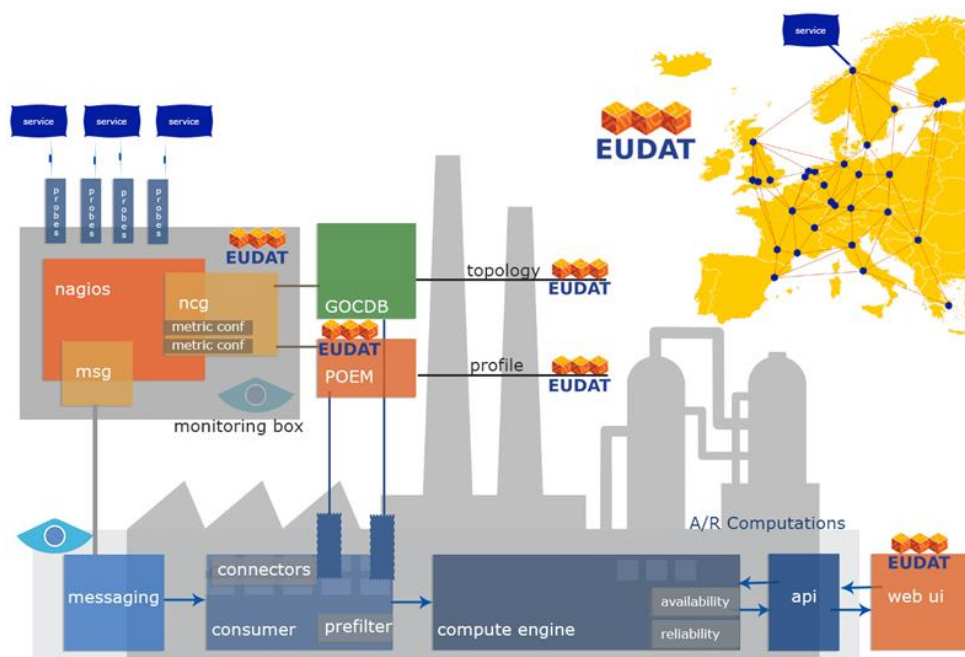 service
EUDAT
service
service
service
probes
probes
probes
probes
EUDAT
nagios
ncg
metric conf
metric conf
msg
monitoring box
GOCDB
topology
EUDAT
EUDAT
POEM
profile
EUDAT
A/R Computations
EUDAT
messaging
connectors
consumer
prefilter
compute engine
availability
reliability
api
web ui